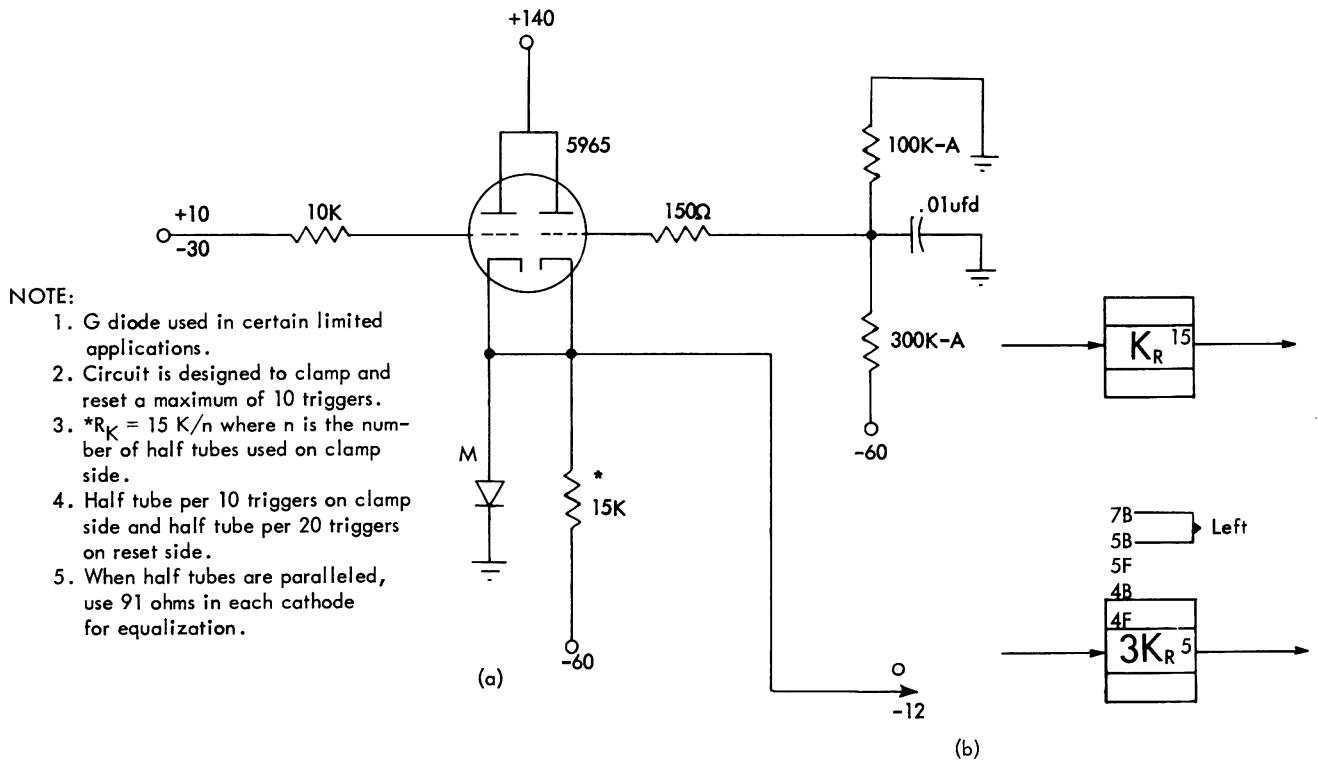 +140
5965
100K-A
+10
-30
10K
150Ω
.01ufd
NOTE:
1. G diode used in certain limited
applications.
2. Circuit is designed to clamp and
reset a maximum of 10 triggers.
3. *R_K = 15 K/n where n is the num-
ber of half tubes used on clamp
side.
4. Half tube per 10 triggers on clamp
side and half tube per 20 triggers
on reset side.
5. When half tubes are paralleled,
use 91 ohms in each cathode
for equalization.
300K-A
-60
M
*
15K
-60
(a)
O
-12
K_R 15
7B
5B
Left
5F
4B
4F
3K_R 5
(b)